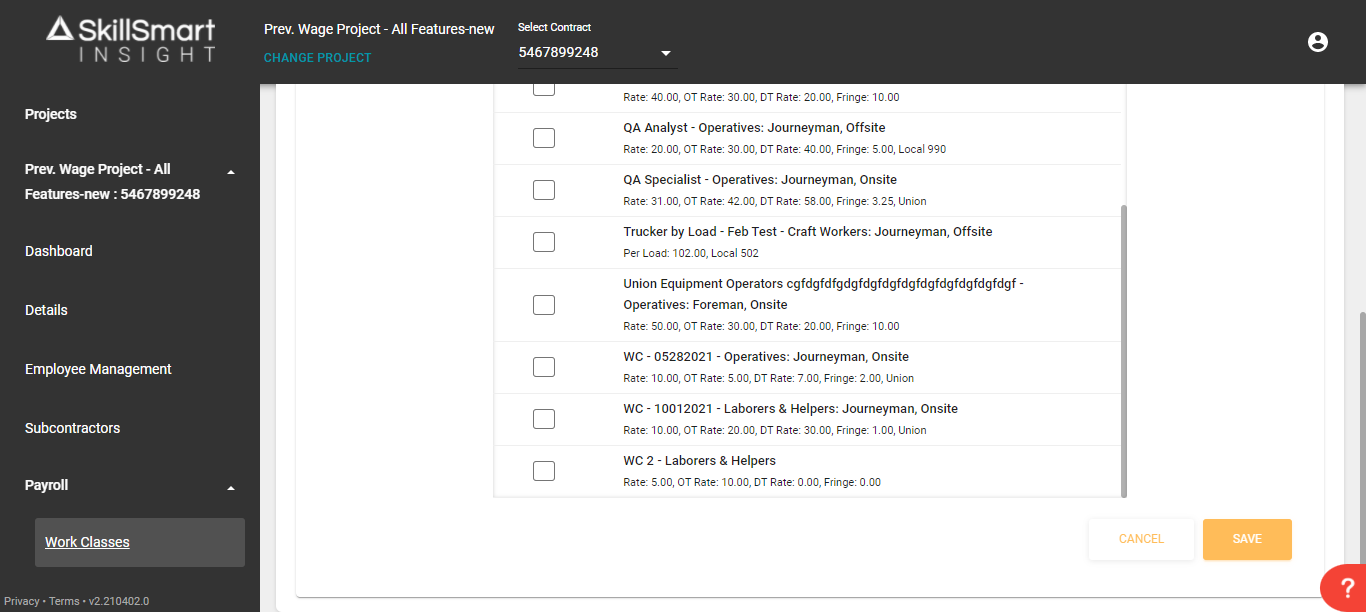 SkillSmart
INSIGHT
Prev. Wage Project - All Features-new
CHANGE PROJECT
Select Contract
5467899248
Projects
Prev. Wage Project - All
Features-new : 5467899248
Dashboard
Details
Employee Management
Subcontractors
Payroll
Work Classes
Privacy • Terms • v2.210402.0
Rate: 40.00, OT Rate: 30.00, DT Rate: 20.00, Fringe: 10.00
QA Analyst - Operatives: Journeyman, Offsite
Rate: 20.00, OT Rate: 30.00, DT Rate: 40.00, Fringe: 5.00, Local 990
QA Specialist - Operatives: Journeyman, Onsite
Rate: 31.00, OT Rate: 42.00, DT Rate: 58.00, Fringe: 3.25, Union
Trucker by Load - Feb Test - Craft Workers: Journeyman, Offsite
Per Load: 102.00, Local 502
Union Equipment Operators cgfdgfdfgdgfdgfdgfdgfdgfdgfdgfdgfdgf -
Operatives: Foreman, Onsite
Rate: 50.00, OT Rate: 30.00, DT Rate: 20.00, Fringe: 10.00
WC - 05282021 - Operatives: Journeyman, Onsite
Rate: 10.00, OT Rate: 5.00, DT Rate: 7.00, Fringe: 2.00, Union
WC - 10012021 - Laborers & Helpers: Journeyman, Onsite
Rate: 10.00, OT Rate: 20.00, DT Rate: 30.00, Fringe: 1.00, Union
WC 2 - Laborers & Helpers
Rate: 5.00, OT Rate: 10.00, DT Rate: 0.00, Fringe: 0.00
CANCEL
SAVE
?